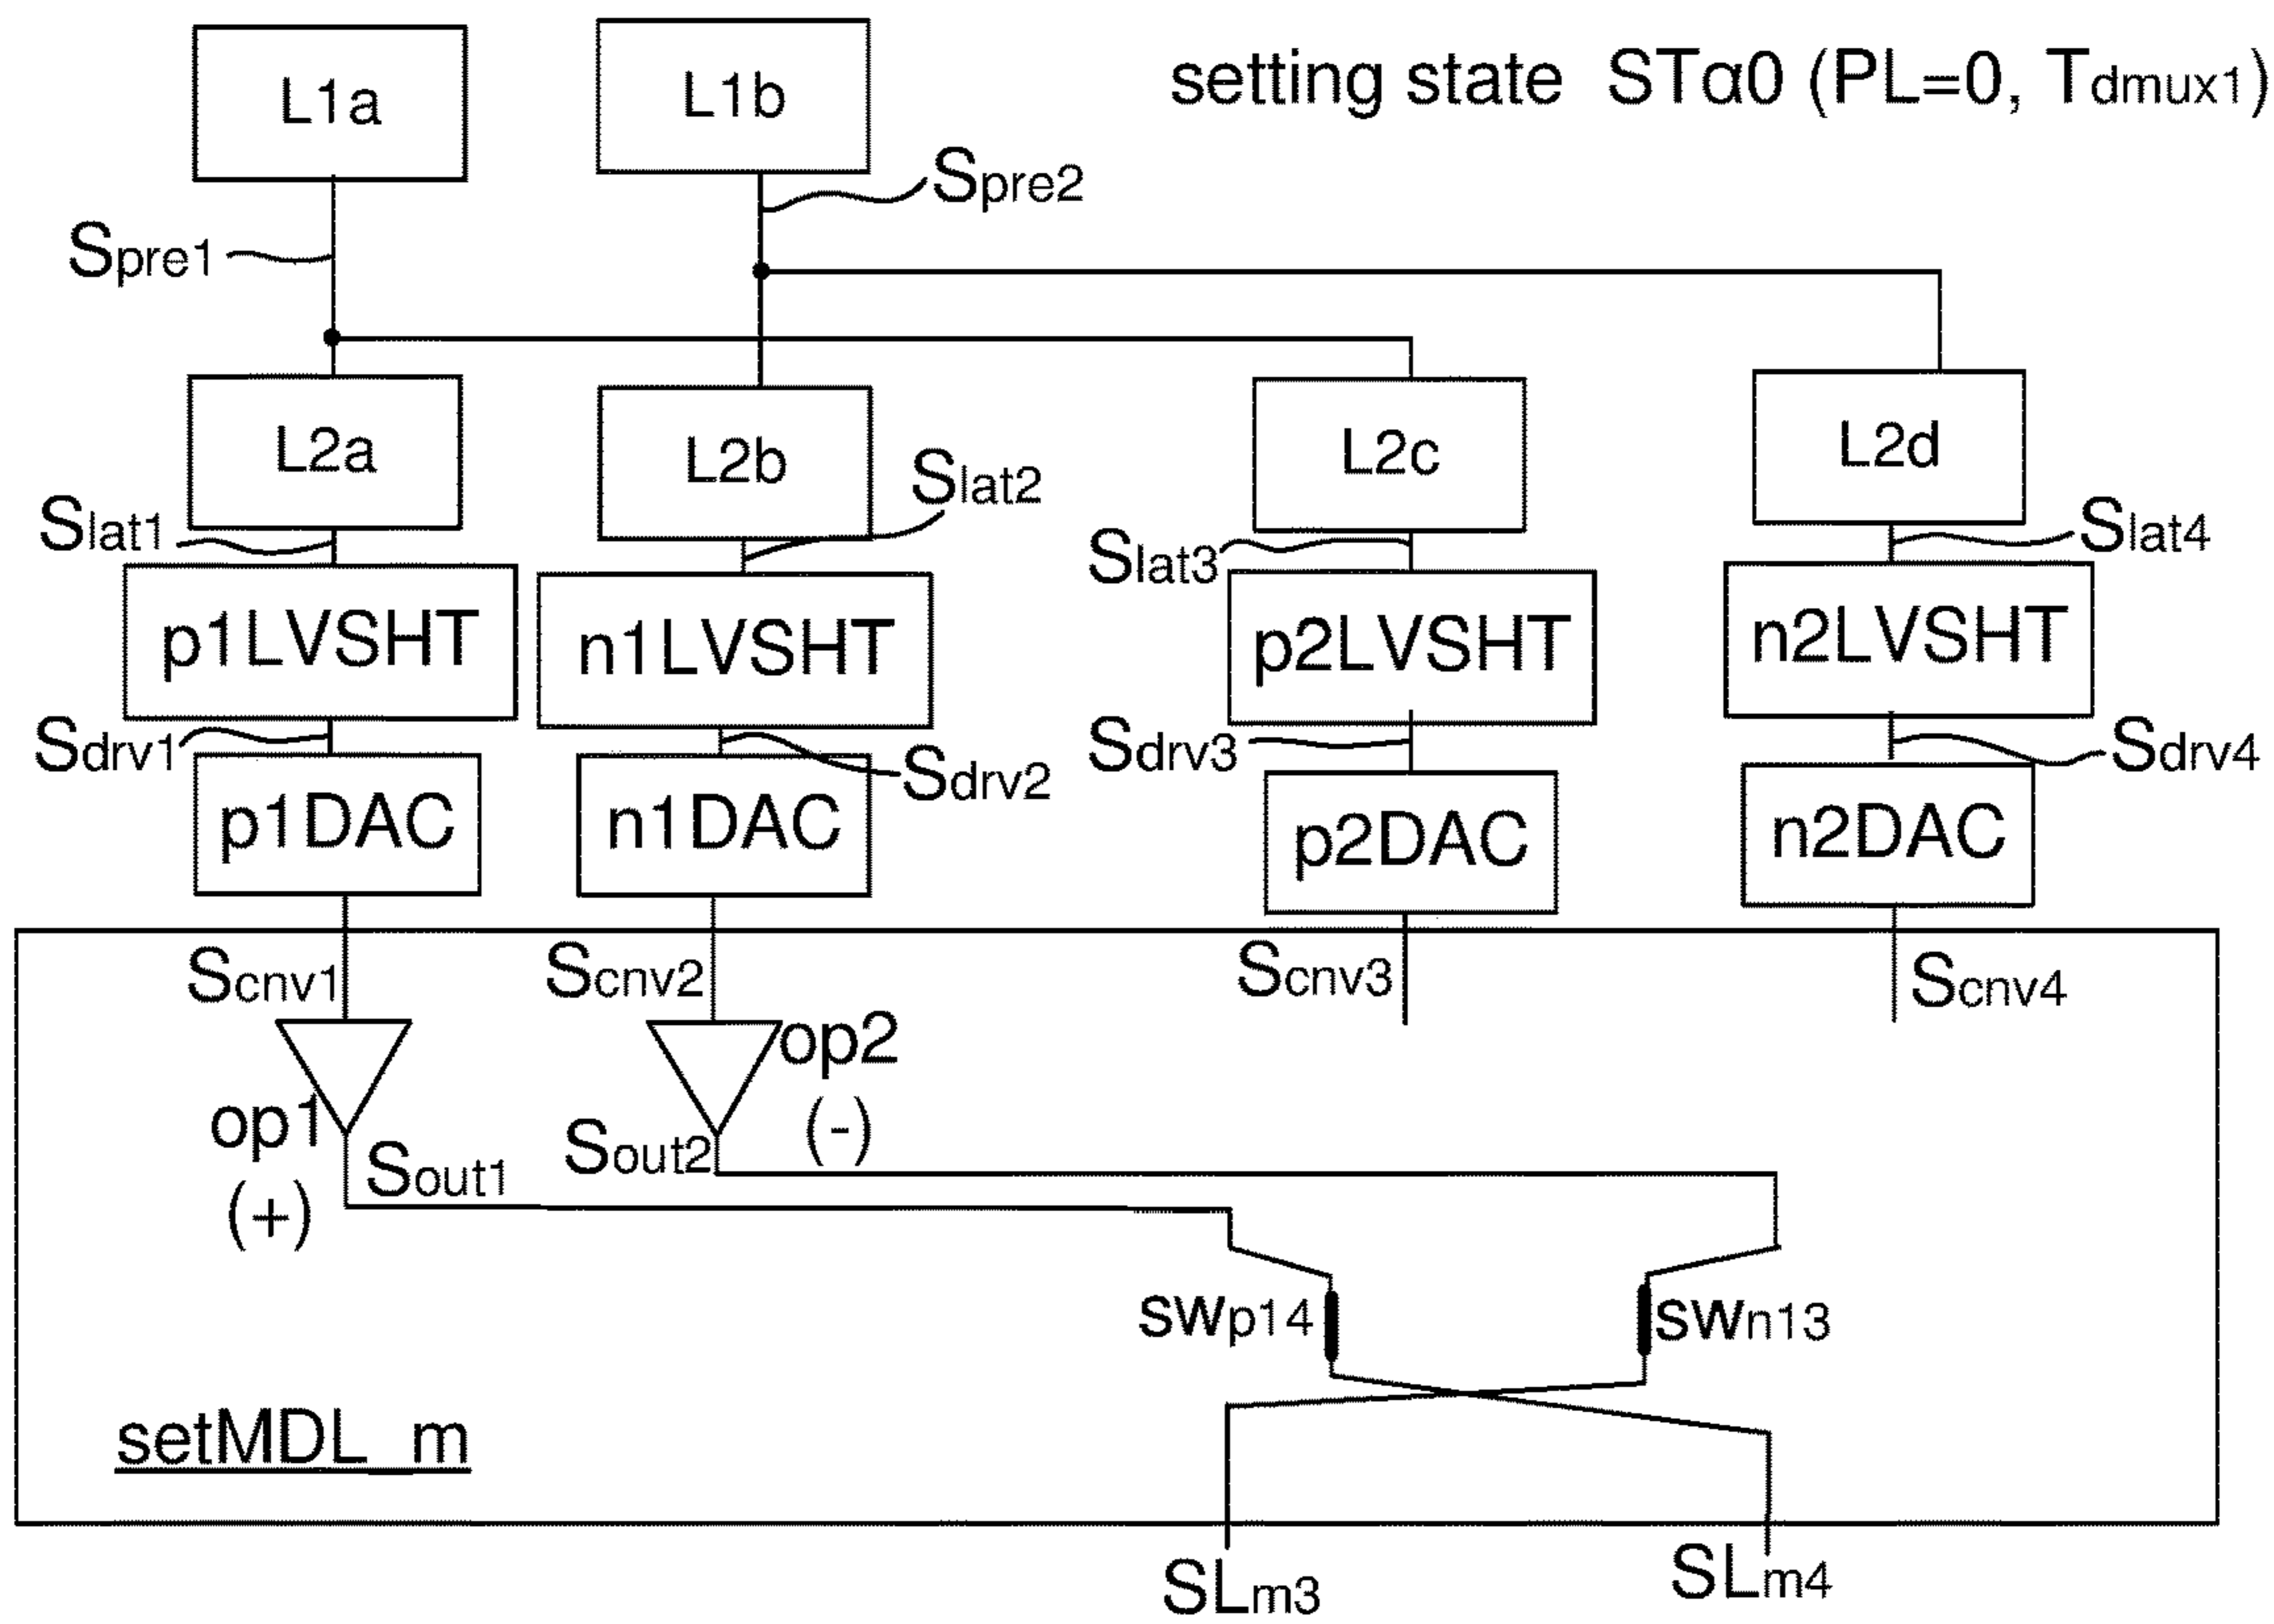 L1a
L1b
setting state STα0 (PL=0, Tdmux1)
Spre2
Spre1
L2a
L2b
L2c
L2d
Slat1
Slat2
Slat3
Slat4
p1LVSHT
n1LVSHT
p2LVSHT
n2LVSHT
Sdrv1
Sdrv2
Sdrv3
Sdrv4
p1DAC
n1DAC
p2DAC
n2DAC
Scnv1
Scnv2
Scnv3
Scnv4
op1
(+)
op2
(-)
Sout1
Sout2
swp14
swn13
setMDL_m
SLm3
SLm4